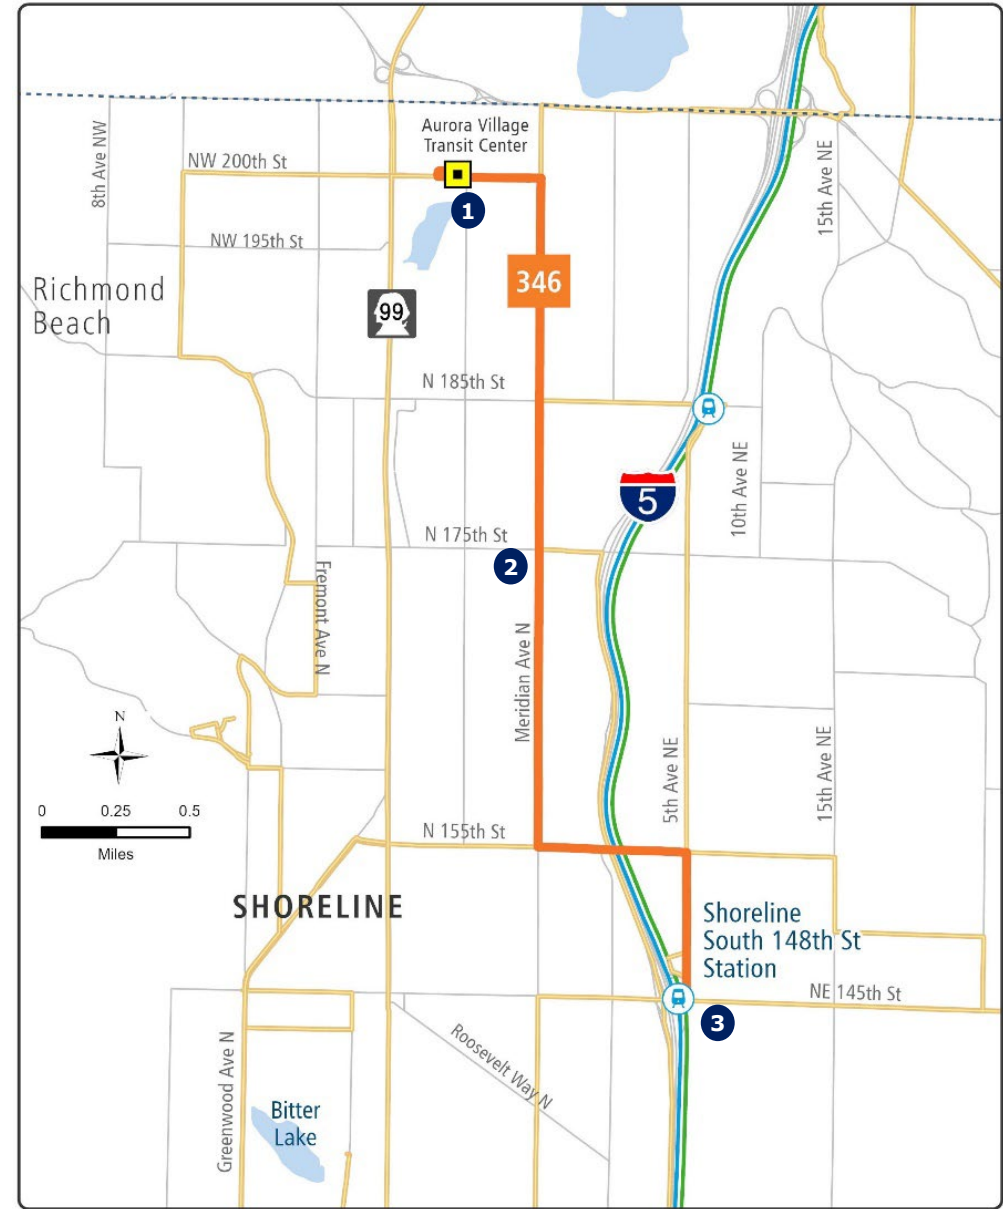 Aurora Village
Transit Center
8th Ave NW
NW 200th St
15th Ave NE
1
NW 195th St
Richmond
Beach
346
99
N 185th St
5
10th Ave NE
N 175th St
2
Fremont Ave N
Meridian Ave N
N
0 0.25 0.5
Miles
5th Ave NE
15th Ave NE
N 155th St
SHORELINE
Shoreline
South 148th St
Station
NE 145th St
3
Roosevelt Way N
Greenwood Ave N
Bitter
Lake